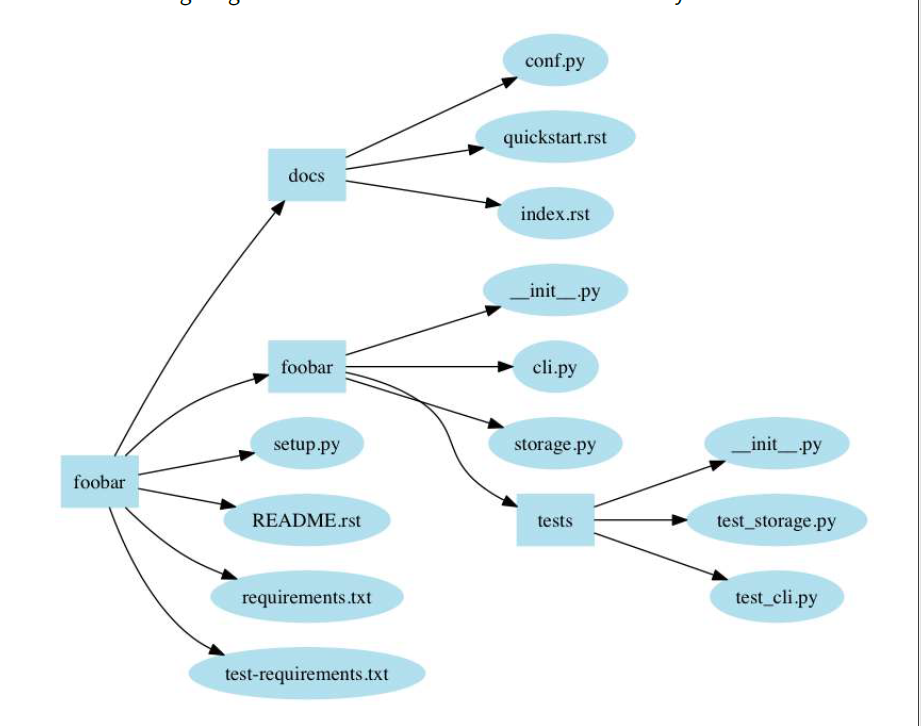 conf.py
quickstart.rst
docs
index.rst
__init__.py
foobar
cli.py
setup.py
storage.py
__init__.py
foobar
README.rst
tests
test_storage.py
requirements.txt
test_cli.py
test-requirements.txt